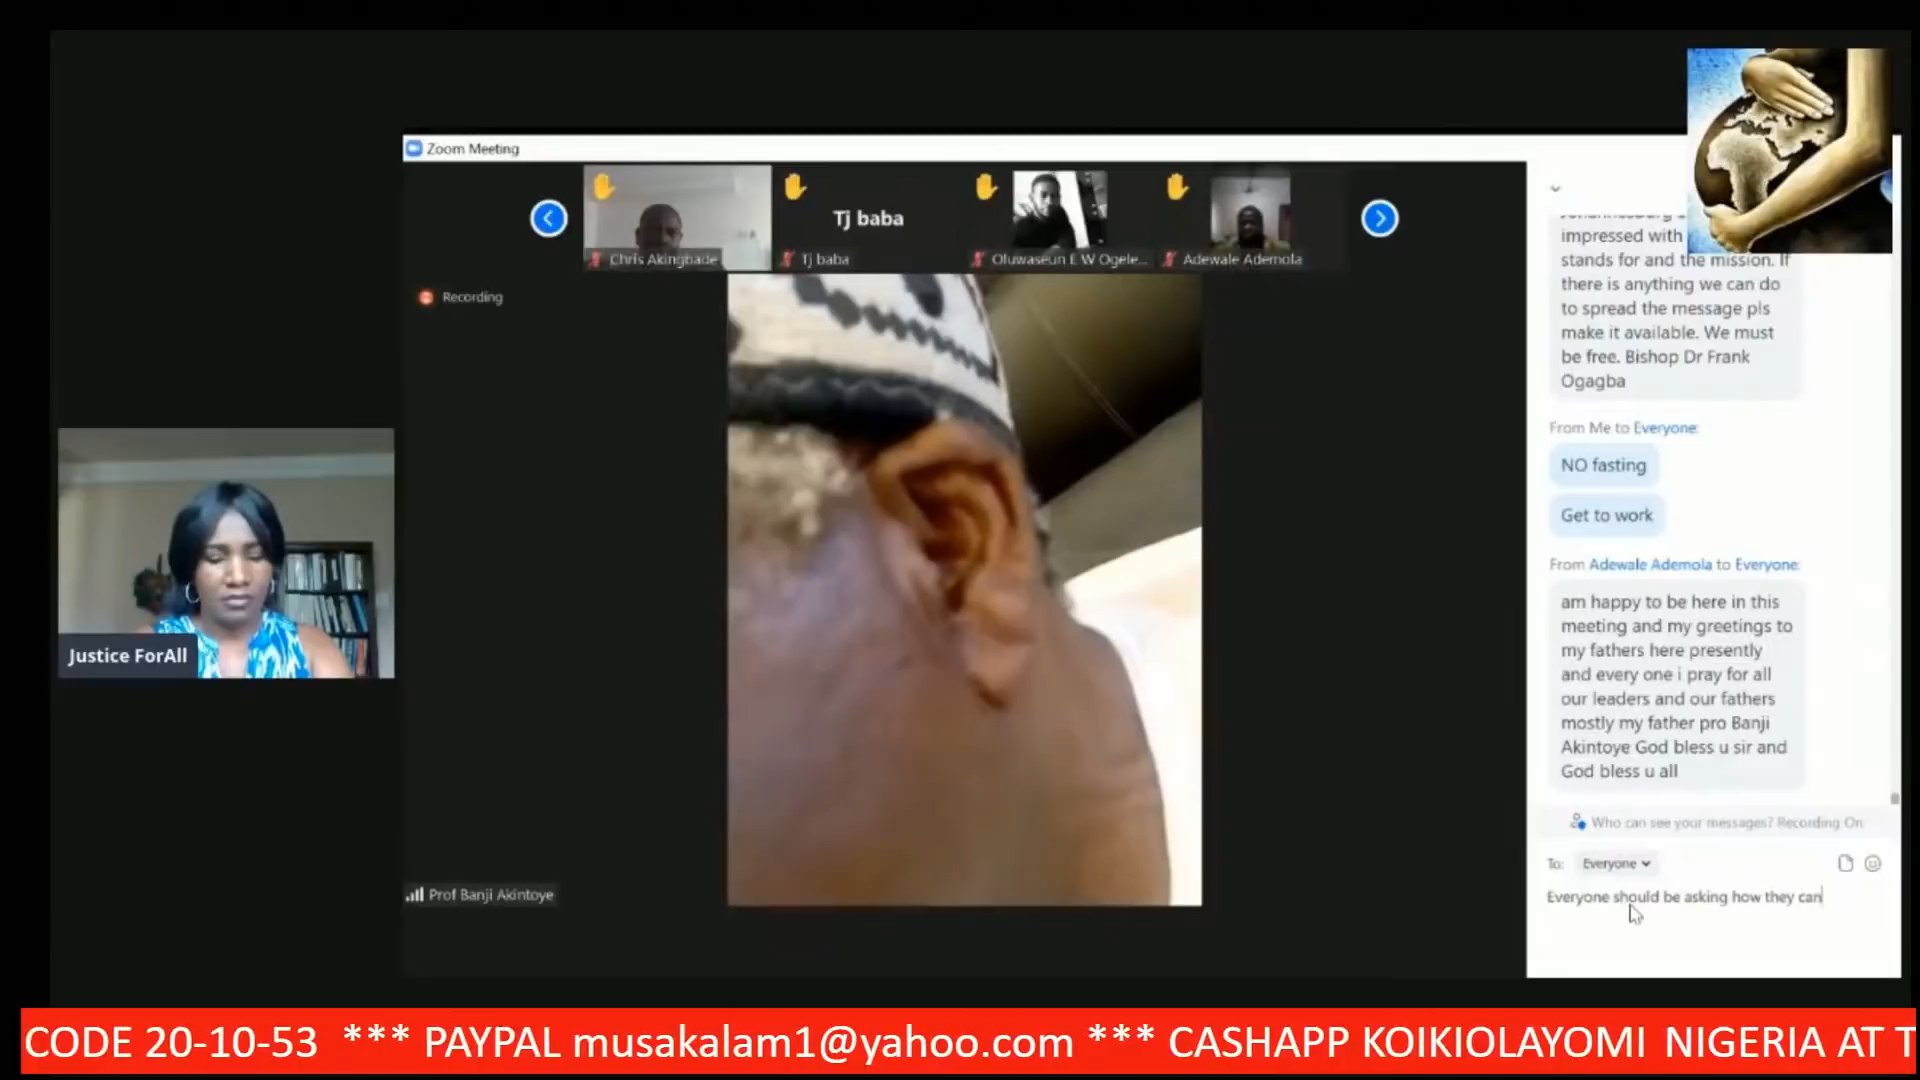 Zoom Meeting
Tj baba
Chris Akingbade
Tj baba
Oluwaseun E W Ogele...
Adewale Ademola
Recording
impressed with
stands for and the mission. If
there is anything we can do
to spread the message pls
make it available. We must
be free. Bishop Dr Frank
Ogagba
From Me to Everyone:
NO fasting
Get to work
From Adewale Ademola to Everyone:
am happy to be here in this
meeting and my greetings to
my fathers here presently
and every one i pray for all
our leaders and our fathers
mostly my father pro Banji
Akintoye God bless u sir and
God bless u all
Who can see your messages? Recording On
To: Everyone
Everyone should be asking how they can
Justice ForAll
Prof Banji Akintoye
CODE 20-10-53 *** PAYPAL musakalam1@yahoo.com *** CASHAPP KOIKIOLAYOMI NIGERIA AT T